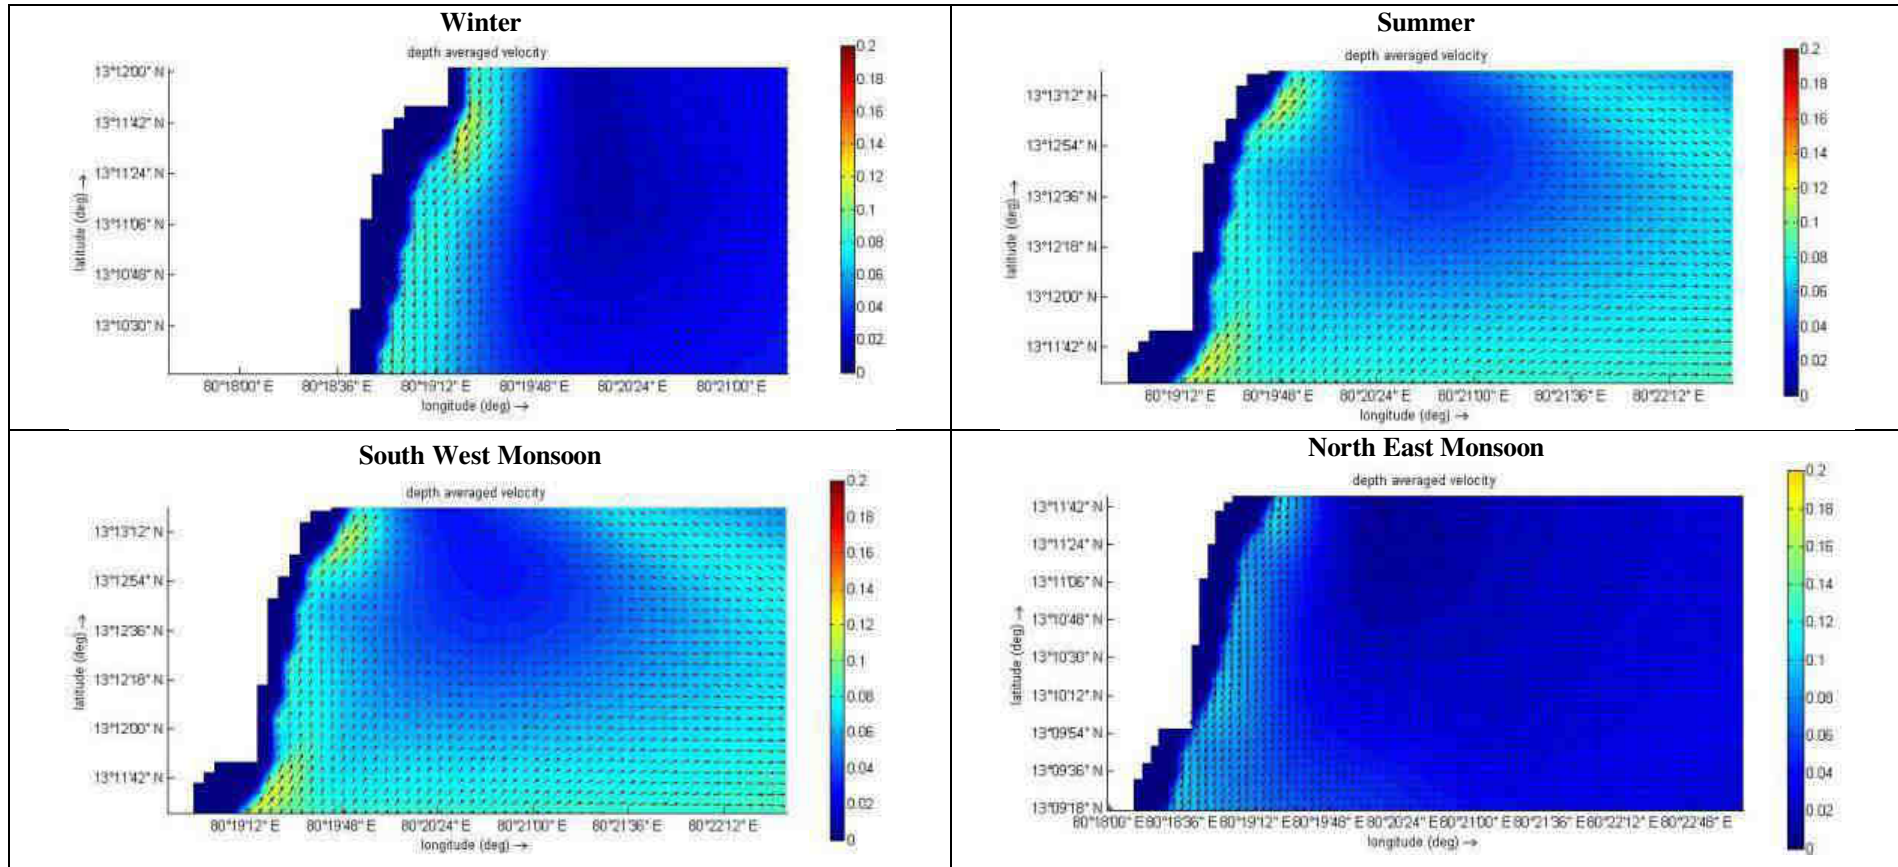 Winter
depth averaged velocity
0.2
0.18
0.16
0.14
0.12
0.1
0.08
0.06
0.04
0.02
0
13°12'00" N
13°11'42" N
13°11'24" N
13°11'06" N
13°10'48" N
13°10'30" N
latitude (deg) →
80°18'00" E 80°18'36" E 80°19'12" E 80°19'48" E 80°20'24" E 80°21'00" E
longitude (deg) →
Summer
depth averaged velocity
0.2
0.18
0.16
0.14
0.12
0.1
0.08
0.06
0.04
0.02
0
13°13'12" N
13°12'54" N
13°12'36" N
13°12'18" N
13°12'00" N
13°11'42" N
latitude (deg) →
80°19'12" E 80°19'48" E 80°20'24" E 80°21'00" E 80°21'36" E 80°22'12" E
longitude (deg) →
South West Monsoon
depth averaged velocity
0.2
0.18
0.16
0.14
0.12
0.1
0.08
0.06
0.04
0.02
0
13°13'12" N
13°12'54" N
13°12'36" N
13°12'18" N
13°12'00" N
13°11'42" N
latitude (deg) →
80°19'12" E 80°19'48" E 80°20'24" E 80°21'00" E 80°21'36" E 80°22'12" E
longitude (deg) →
North East Monsoon
depth averaged velocity
0.2
0.18
0.16
0.14
0.12
0.1
0.08
0.06
0.04
0.02
0
13°11'42" N
13°11'24" N
13°11'06" N
13°10'48" N
13°10'30" N
13°10'12" N
13°09'54" N
13°09'36" N
13°09'18" N
latitude (deg) →
80°18'00" E 80°18'36" E 80°19'12" E 80°19'48" E 80°20'24" E 80°21'00" E 80°21'36" E 80°22'12" E 80°22'48" E
longitude (deg) →